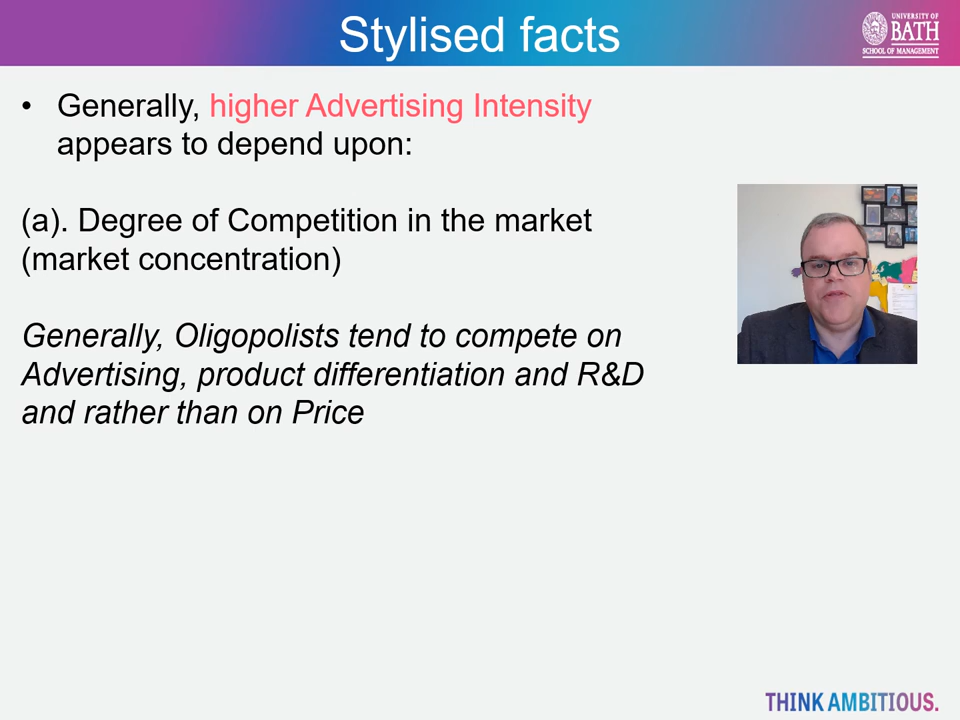 Stylised facts
UNIVERSITY OF
BATH
SCHOOL OF MANAGEMENT
• Generally, higher Advertising Intensity
appears to depend upon:
(a). Degree of Competition in the market
(market concentration)
Generally, Oligopolists tend to compete on
Advertising, product differentiation and R&D
and rather than on Price
THINK AMBITIOUS.